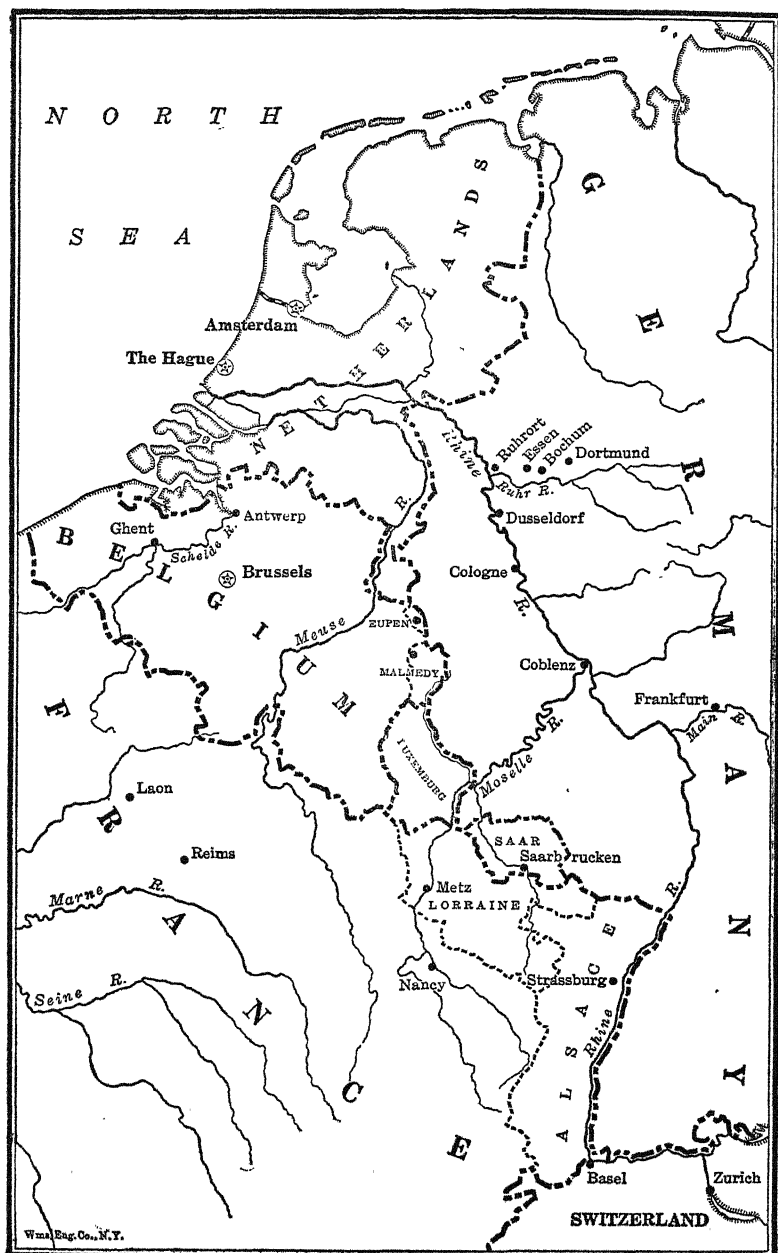 NORTH
SEA
NETHERLANDS
GERMANY
Amsterdam
The Hague
Rhine
Ruhrort
Essen
Bochum
Dortmund
Ruhr R.
R.
Dusseldorf
BELGIUM
Ghent
Antwerp
Schelde R.
Brussels
Cologne
R.
Meuse
EUPEN
MALMEDY
Coblenz
Frankfurt
Main R.
FRANCE
LUXEMBURG
Moselle R.
Laon
Reims
SAAR
Saarbrucken
Marne R.
Metz
LORRAINE
R.
Nancy
Strassburg
ALSACE
Rhine
Seine R.
Basel
Zurich
SWITZERLAND
Wms. Eng. Co., N.Y.